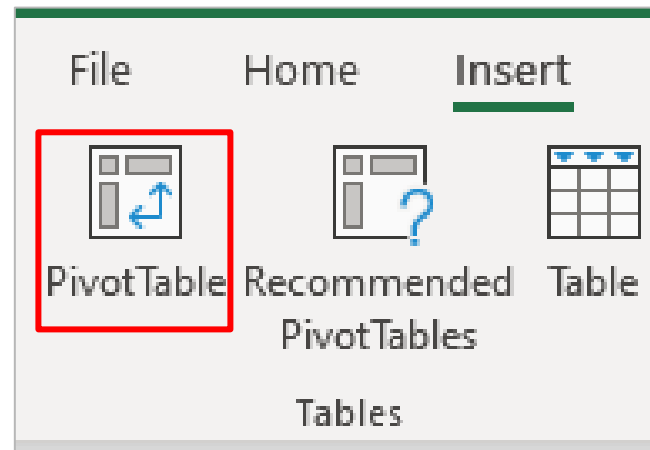 File Home Insert
PivotTable Recommended Table
PivotTables
Tables